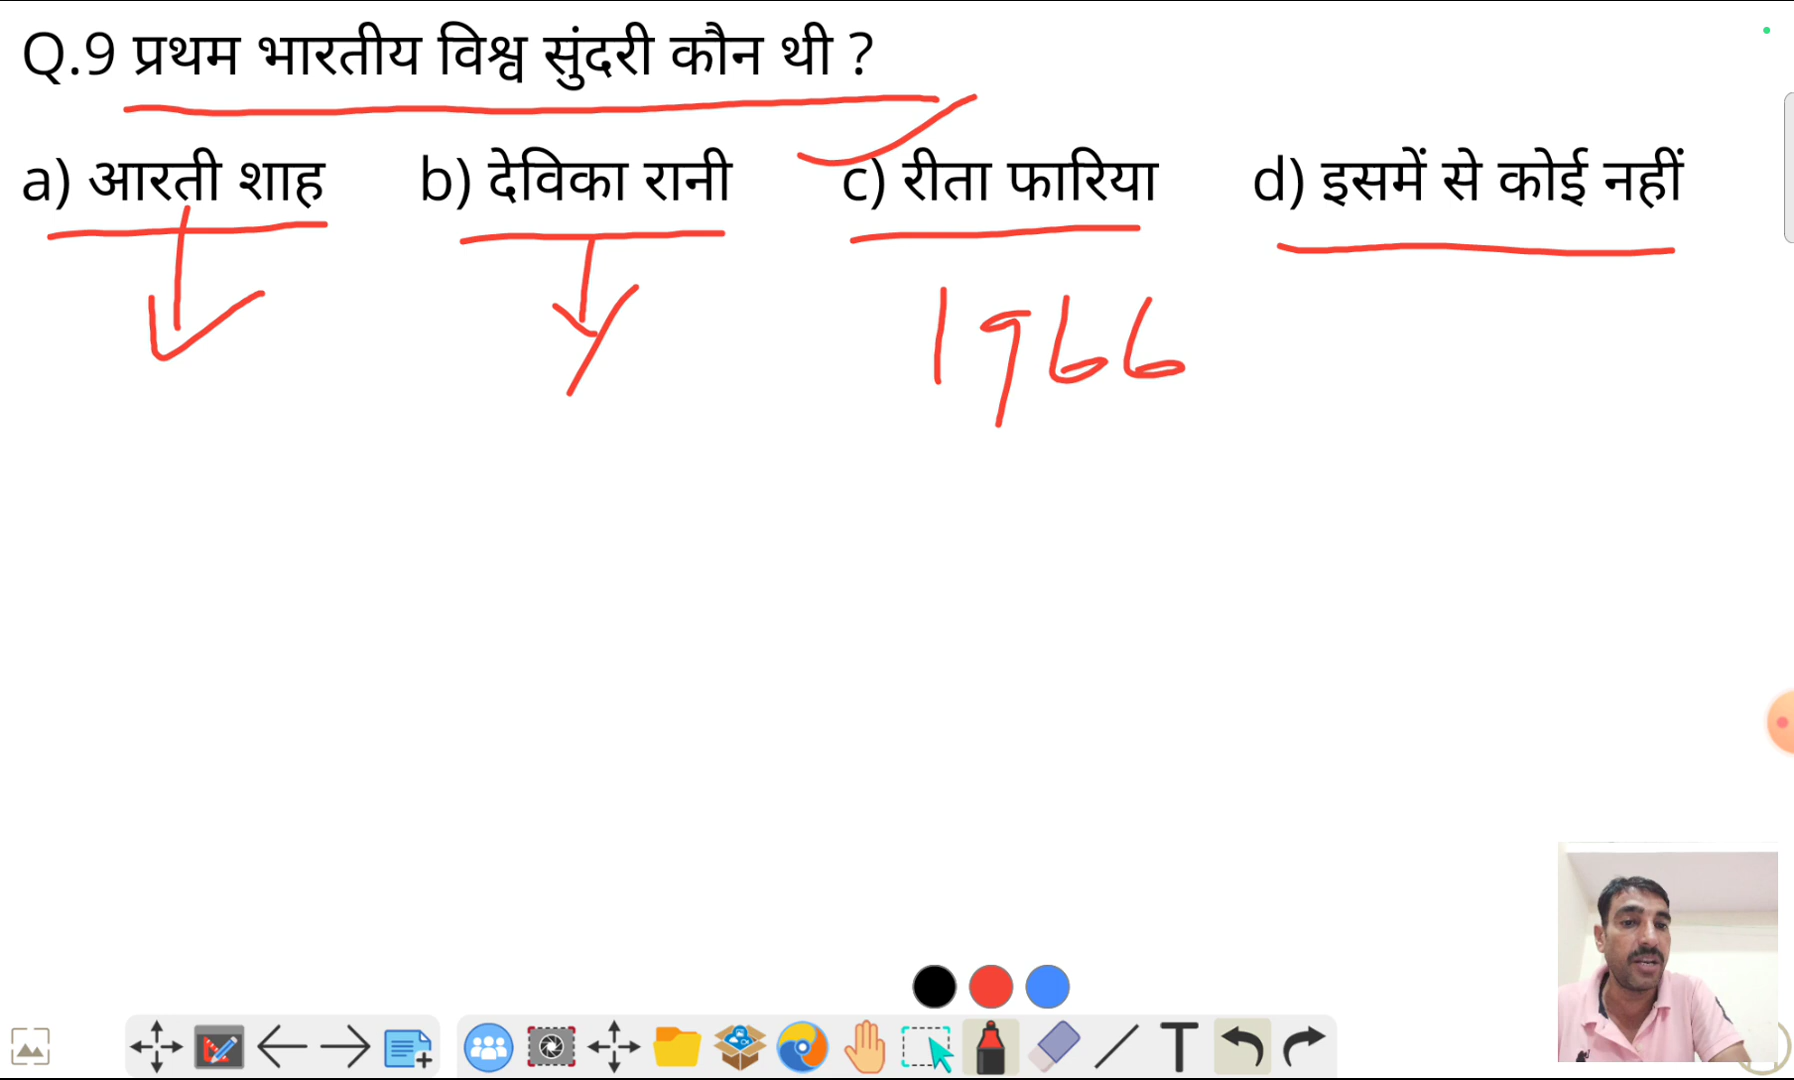 Q.9 प्रथम भारतीय विश्व सुंदरी कौन थी ?
a) आरती शाह b) देविका रानी c) रीता फारिया d) इसमें से कोई नहीं
1966
T